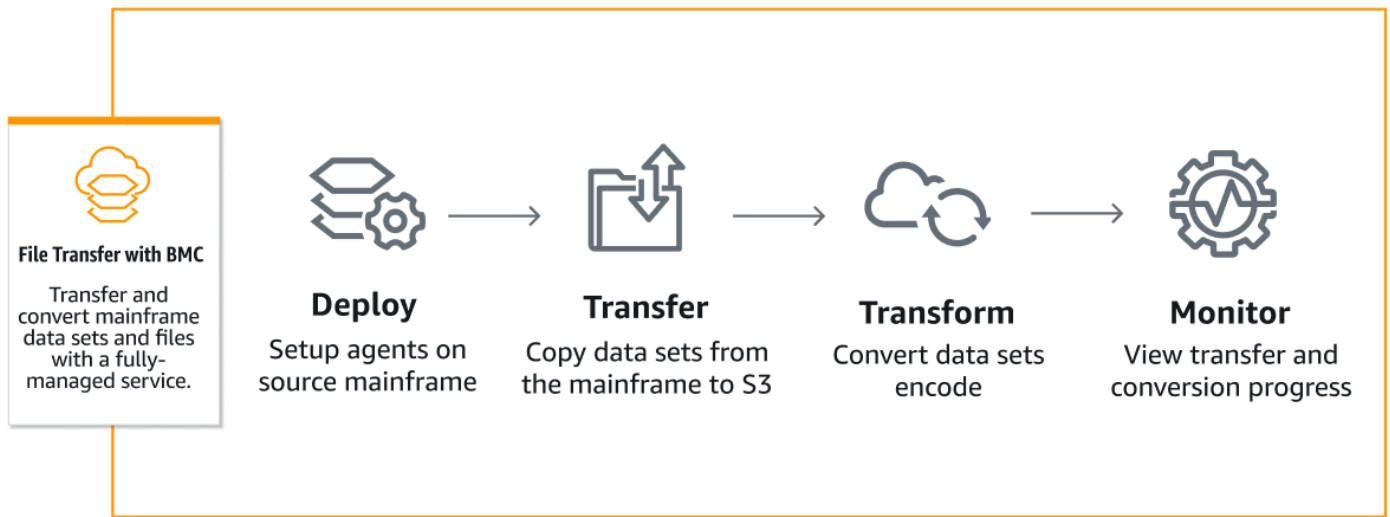 File Transfer with BMC
Transfer and
convert mainframe
data sets and files
with a fully-
managed service.
Deploy
Setup agents on
source mainframe
Transfer
Copy data sets from
the mainframe to S3
Transform
Convert data sets
encode
Monitor
View transfer and
conversion progress